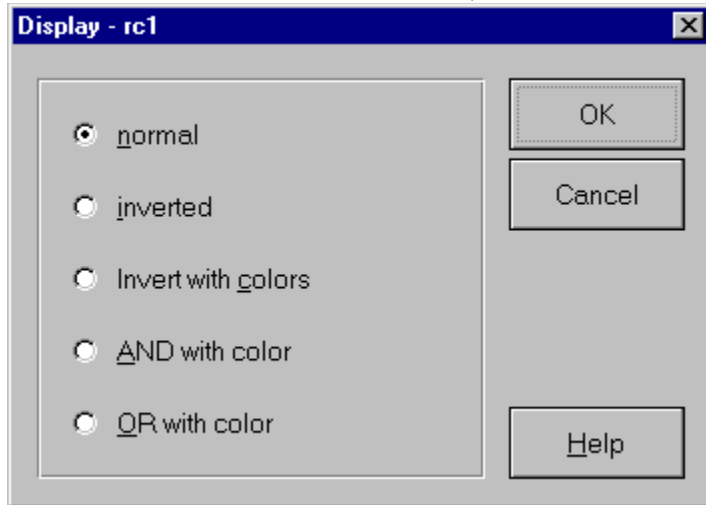 Display - rc1
normal
inverted
Invert with colors
AND with color
OR with color
OK
Cancel
Help